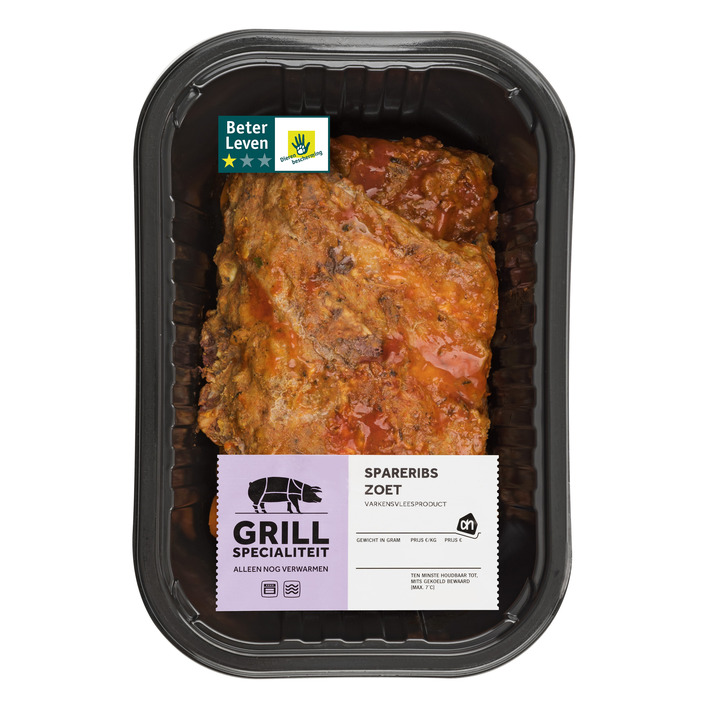 Beter
Leven
Dieren
bescherming
SPARERIBS
ZOET
VARKENSVLEESPRODUCT
ah
GEWICHT IN GRAM PRIJS €/KG PRIJS €
TEN MINSTE HOUDBAAR TOT,
MITS GEKOELD BEWAARD
(MAX. 7°C)
GRILL
SPECIALITEIT
ALLEEN NOG VERWARMEN